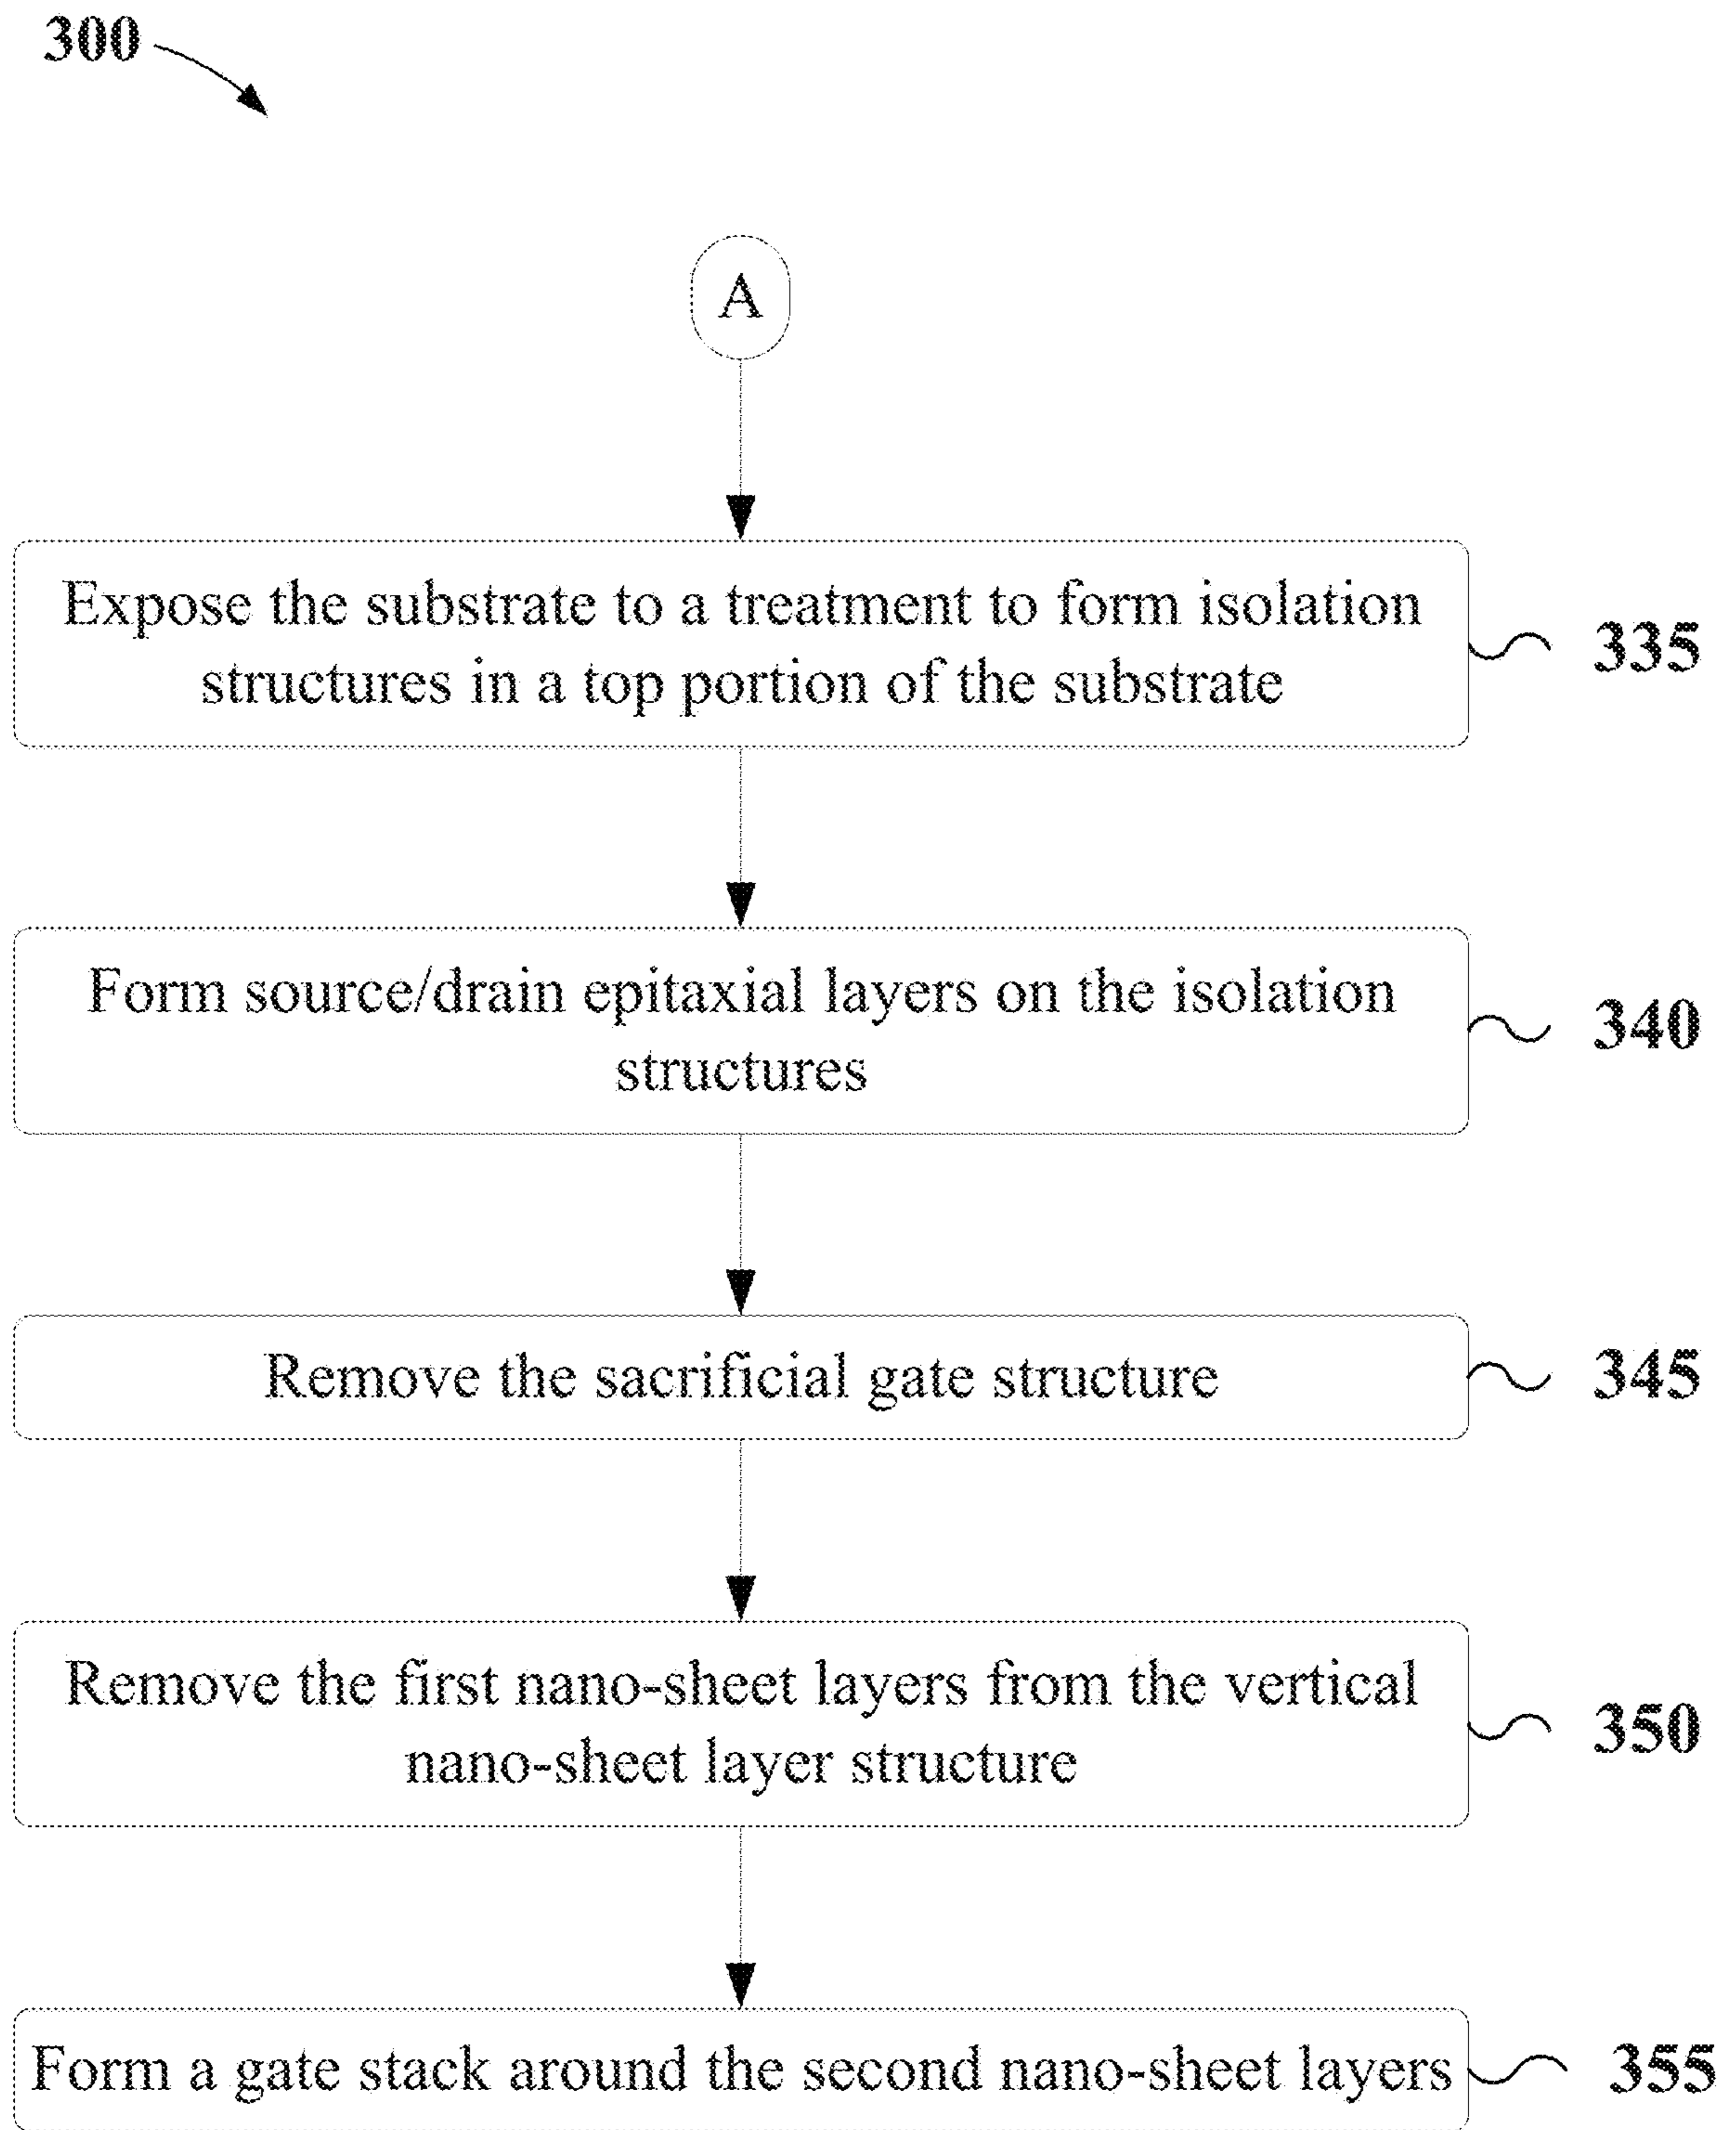 300
A
Expose the substrate to a treatment to form isolation
structures in a top portion of the substrate
335
Form source/drain epitaxial layers on the isolation
structures
340
Remove the sacrificial gate structure
345
Remove the first nano-sheet layers from the vertical
nano-sheet layer structure
350
Form a gate stack around the second nano-sheet layers
355